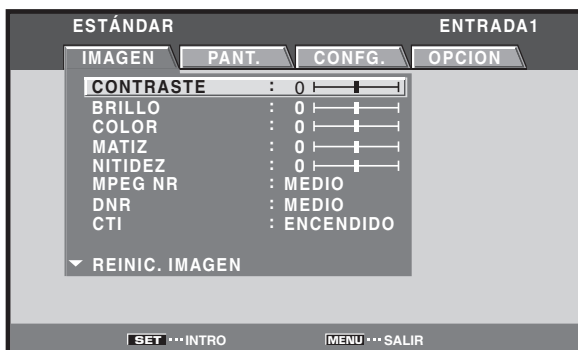 ESTÁNDAR ENTRADA1
IMAGEN PANT. CONFG. OPCION
CONTRASTE : 0
BRILLO : 0
COLOR : 0
MATIZ : 0
NITIDEZ : 0
MPEG NR : MEDIO
DNR : MEDIO
CTI : ENCENDIDO
REINIC. IMAGEN
SET ··· INTRO MENU ··· SALIR